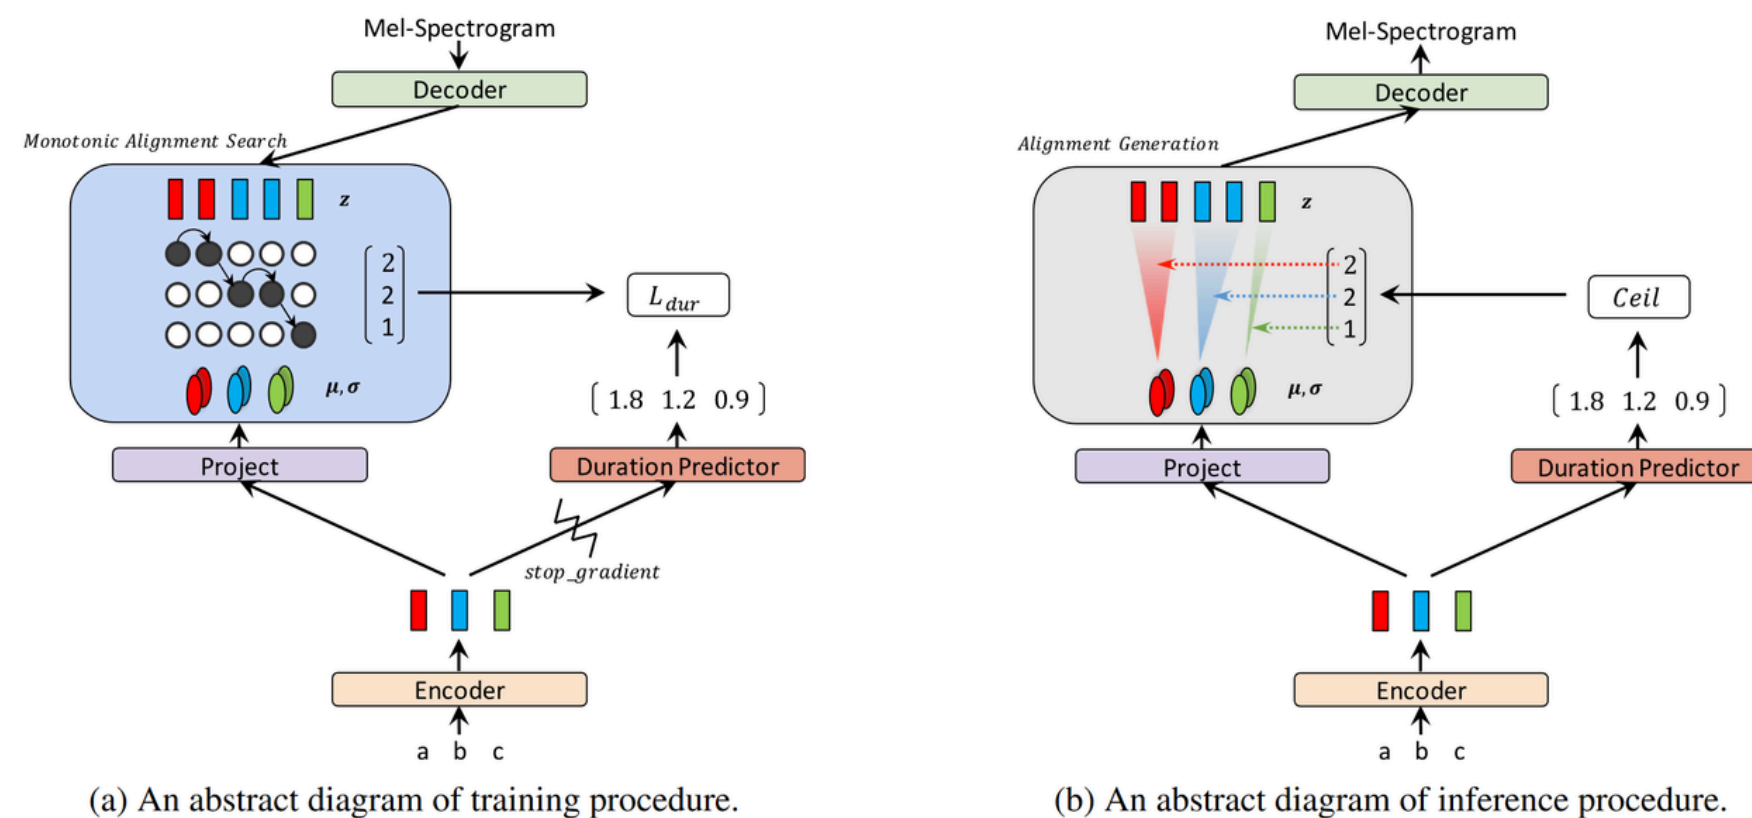 Mel-Spectrogram
Decoder
Monotonic Alignment Search
z
2
2
1
L_dur
μ, σ
[ 1.8 1.2 0.9 ]
Project
Duration Predictor
stop_gradient
Encoder
a b c
(a) An abstract diagram of training procedure.
Mel-Spectrogram
Decoder
Alignment Generation
z
2
2
1
Ceil
μ, σ
[ 1.8 1.2 0.9 ]
Project
Duration Predictor
Encoder
a b c
(b) An abstract diagram of inference procedure.